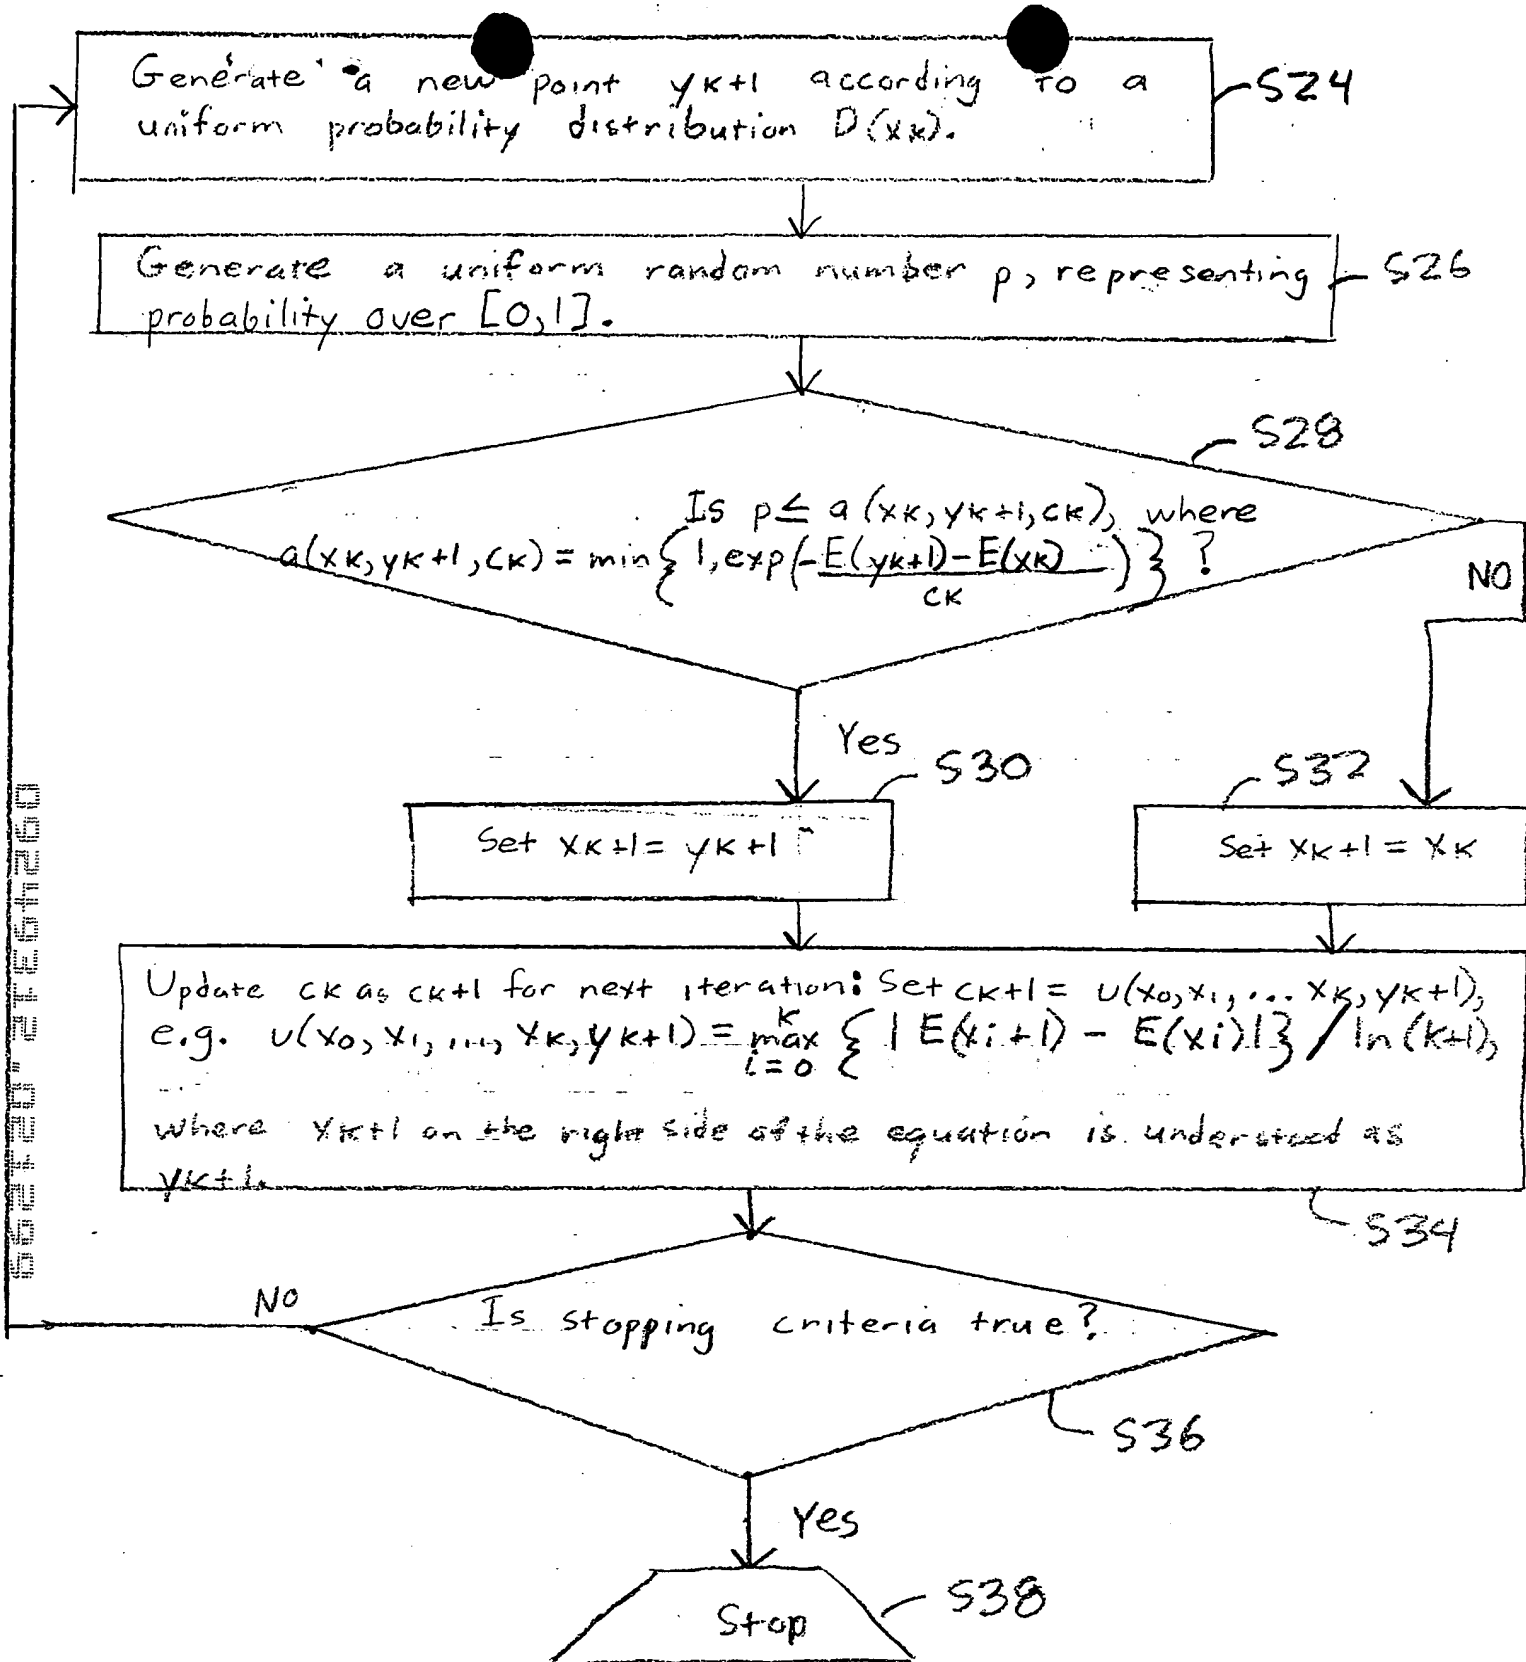 Generate a new point yk+1 according to a
uniform probability distribution D(xk).
S24
Generate a uniform random number p, representing
probability over [0,1].
S26
S28
Is p≤ a(xk,yk+1,ck), where
a(xk,yk+1,ck) = min{1,exp(-E(yk+1)-E(xk)/ck)}?
NO
Yes
S30
S32
Set xk+1= yk+1
Set xk+1 = xk
Update ck as ck+1 for next iteration: Set ck+1 = U(x0,x1,... xk,yk+1),
e.g. U(x0,x1,...,xk,yk+1) = max k i=0 {|E(xi+1) - E(xi)|}/ln(k+1),
where xk+1 on the right side of the equation is understood as
yk+1.
S34
NO
Is stopping criteria true?
S36
Yes
Stop
S38